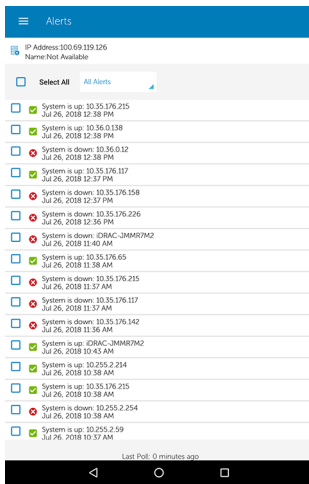 Alerts
IP Address:100.69.119.126
Name:Not Available
Select All All Alerts
System is up: 10.35.176.215
Jul 26, 2018 12:38 PM
System is up: 10.36.0.138
Jul 26, 2018 12:38 PM
System is down: 10.36.0.12
Jul 26, 2018 12:38 PM
System is up: 10.35.176.117
Jul 26, 2018 12:37 PM
System is down: 10.35.176.158
Jul 26, 2018 12:37 PM
System is down: 10.35.176.226
Jul 26, 2018 12:36 PM
System is down: iDRAC-JMMR7M2
Jul 26, 2018 11:40 AM
System is up: 10.35.176.65
Jul 26, 2018 11:38 AM
System is down: 10.35.176.215
Jul 26, 2018 11:37 AM
System is down: 10.35.176.117
Jul 26, 2018 11:37 AM
System is down: 10.35.176.142
Jul 26, 2018 11:36 AM
System is up: iDRAC-JMMR7M2
Jul 26, 2018 10:43 AM
System is up: 10.255.2.214
Jul 26, 2018 10:38 AM
System is up: 10.35.176.215
Jul 26, 2018 10:38 AM
System is down: 10.255.2.254
Jul 26, 2018 10:38 AM
System is up: 10.255.2.59
Jul 26, 2018 10:37 AM
Last Poll: 0 minutes ago